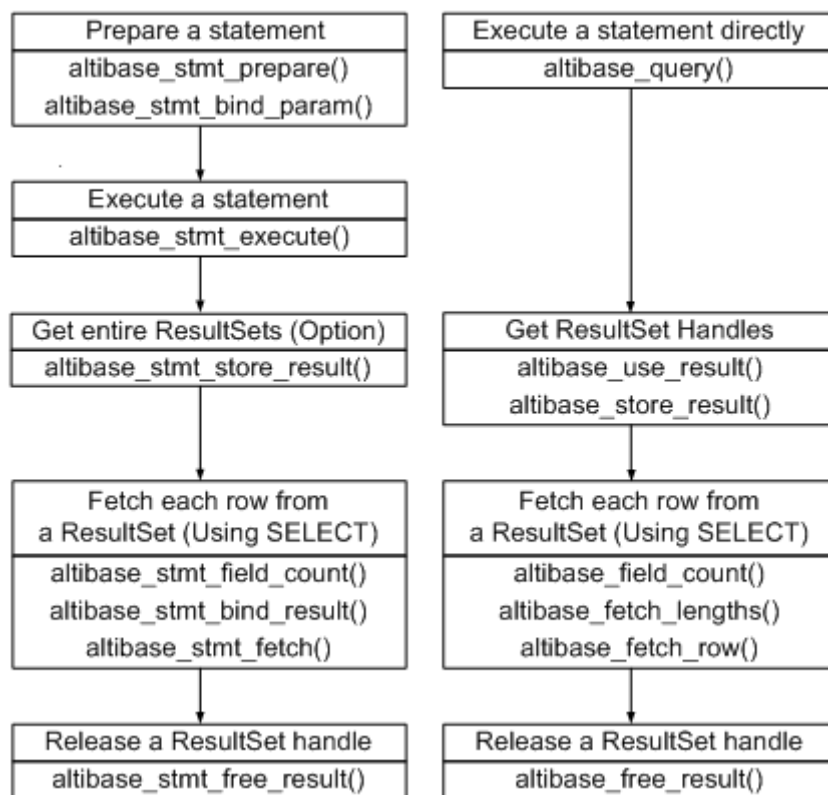 Prepare a statement
altibase_stmt_prepare()
altibase_stmt_bind_param()
Execute a statement
altibase_stmt_execute()
Get entire ResultSets (Option)
altibase_stmt_store_result()
Fetch each row from
a ResultSet (Using SELECT)
altibase_stmt_field_count()
altibase_stmt_bind_result()
altibase_stmt_fetch()
Release a ResultSet handle
altibase_stmt_free_result()
Execute a statement directly
altibase_query()
Get ResultSet Handles
altibase_use_result()
altibase_store_result()
Fetch each row from
a ResultSet (Using SELECT)
altibase_field_count()
altibase_fetch_lengths()
altibase_fetch_row()
Release a ResultSet handle
altibase_free_result()